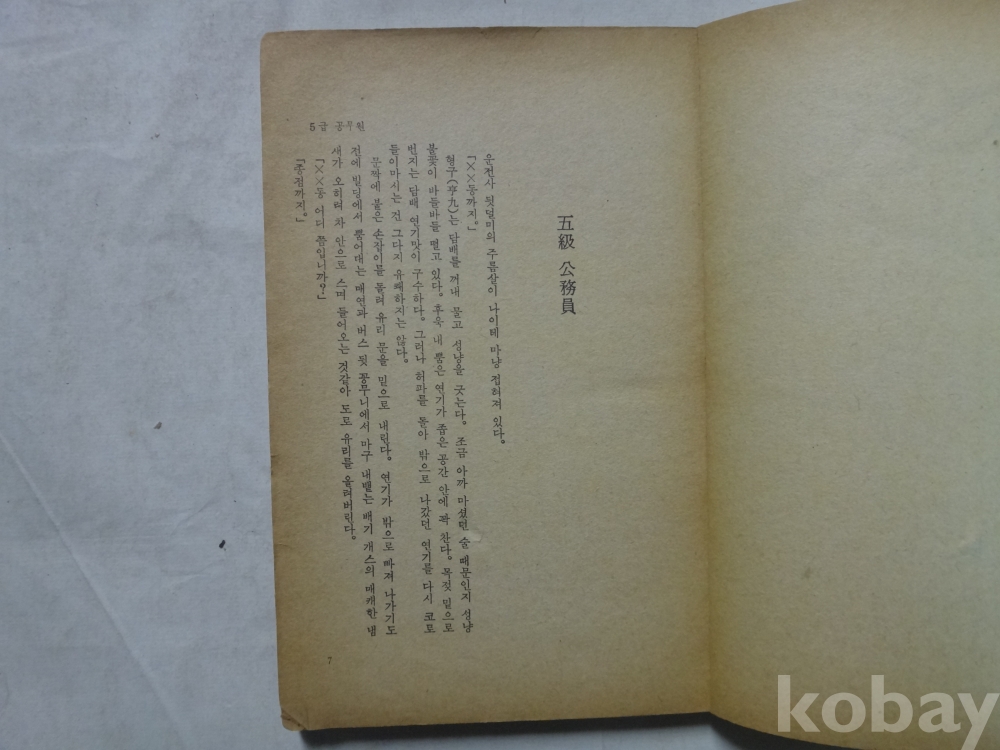 五級 公務員
운전사 뒷덜미의 주름살이 나이테 마냥 접혀져 있다.
「××동까지。」
형구(亨九)는 담배를 꺼내 물고 성냥을 긋는다. 조금 아까 마셨던 술 때문인지 성냥
불꽃이 바들바들 떨고 있다. 후욱 내 뿜은 연기가 좁은 공간 안에 꽉 찬다. 목젖 밑으로
번지는 담배 연기맛이 구수하다. 그러나 허파를 돌아 밖으로 나갔던 연기를 다시 코로
들이마시는 건 그다지 유쾌하지는 않다.
문짝에 붙은 손잡이를 돌려 유리 문을 밑으로 내린다. 연기가 밖으로 빠져 나가기도
전에 빌딩에서 뿜어대는 매연과 버스 뒷 꽁무니에서 마구 내뱉는 배기 개스의 매캐한 냄
새가 오히려 차 안으로 스며 들어오는 것같아 도로 유리를 올려버린다.
「××동 어디 쯤입니까?」
「종점까지。」
5급 공무원
7
kobay